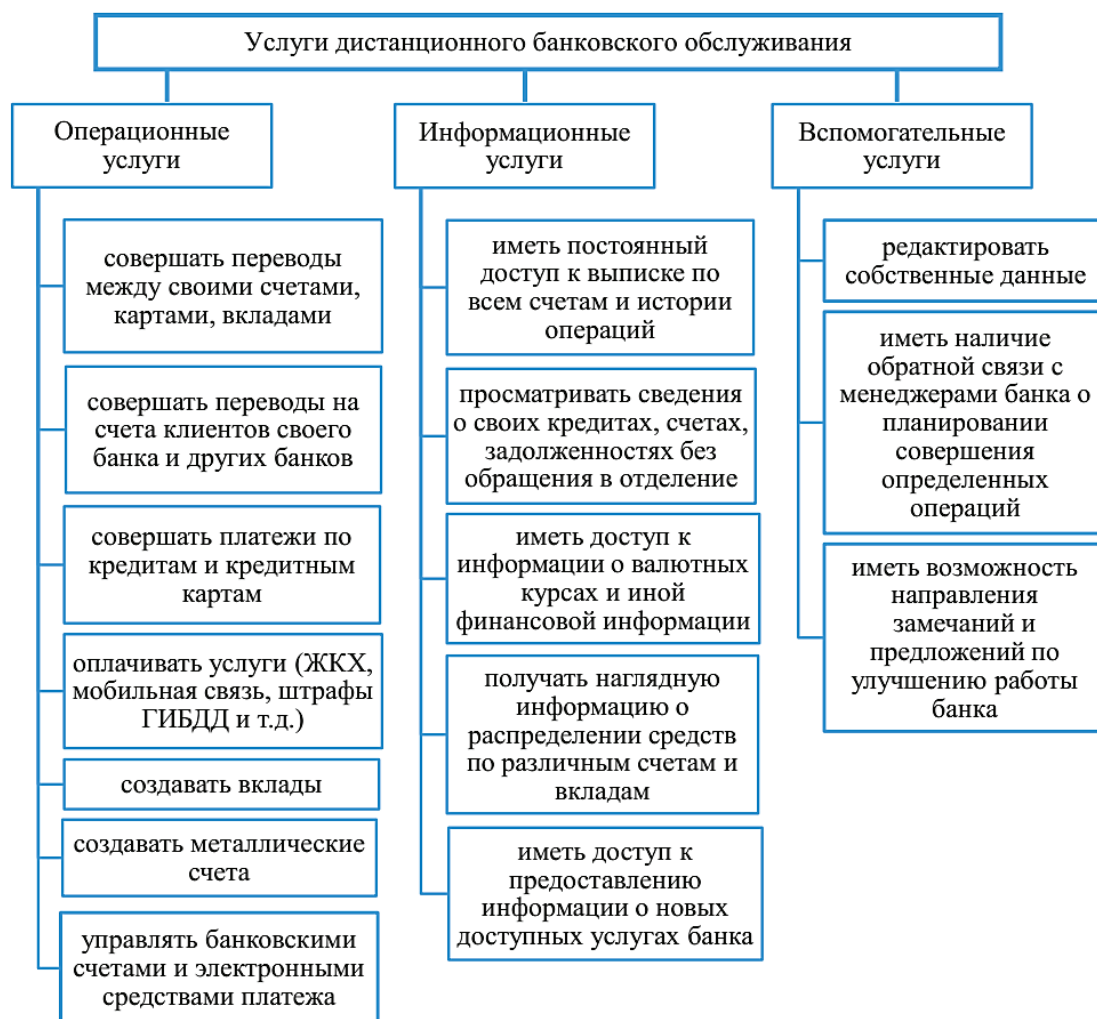 Услуги дистанционного банковского обслуживания
Операционные
услуги
совершать переводы
между своими счетами,
картами, вкладами
совершать переводы на
счета клиентов своего
банка и других банков
совершать платежи по
кредитам и кредитным
картам
оплачивать услуги (ЖКХ,
мобильная связь, штрафы
ГИБДД и т.д.)
создавать вклады
создавать металлические
счета
управлять банковскими
счетами и электронными
средствами платежа
Информационные
услуги
иметь постоянный
доступ к выписке по
всем счетам и истории
операций
просматривать сведения
о своих кредитах, счетах,
задолженностях без
обращения в отделение
иметь доступ к
информации о валютных
курсах и иной
финансовой информации
получать наглядную
информацию о
распределении средств
по различным счетам и
вкладам
иметь доступ к
предоставлению
информации о новых
доступных услугах банка
Вспомогательные
услуги
редактировать
собственные данные
иметь наличие
обратной связи с
менеджерами банка о
планировании
совершения
определенных
операций
иметь возможность
направления
замечаний и
предложений по
улучшению работы
банка